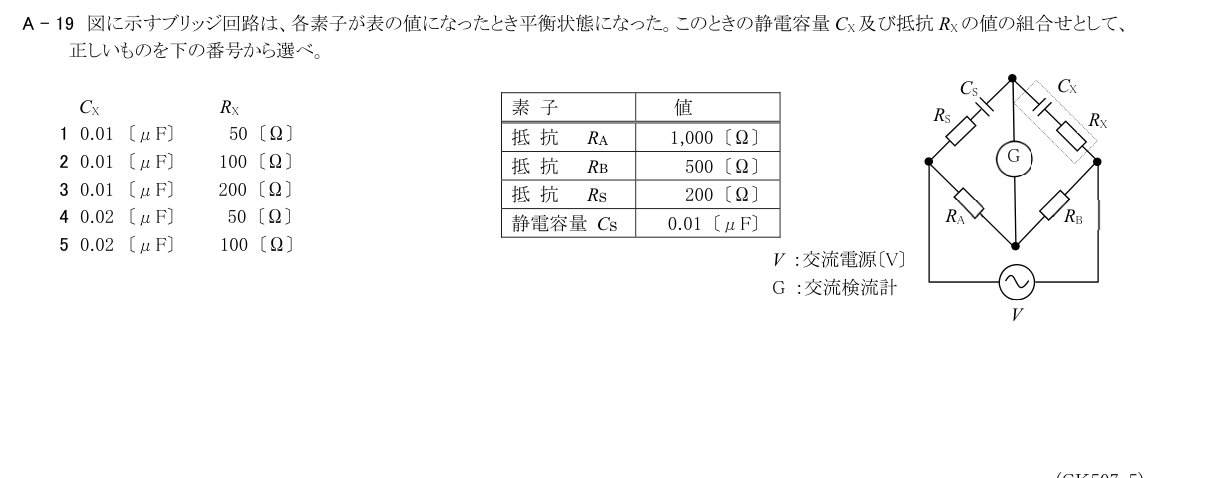 A－19 図に示すブリッジ回路は、各素子が表の値になったとき平衡状態になった。このときの静電容量 CX 及び抵抗 RX の値の組合せとして、
正しいものを下の番号から選べ。
CX RX
1 0.01 〔μF〕 50 〔Ω〕
2 0.01 〔μF〕 100 〔Ω〕
3 0.01 〔μF〕 200 〔Ω〕
4 0.02 〔μF〕 50 〔Ω〕
5 0.02 〔μF〕 100 〔Ω〕
素 子 値
抵 抗 RA 1,000 〔Ω〕
抵 抗 RB 500 〔Ω〕
抵 抗 RS 200 〔Ω〕
静電容量 CS 0.01 〔μF〕
V :交流電源〔V〕
G :交流検流計
CS
CX
RS
RX
G
RA
RB
V